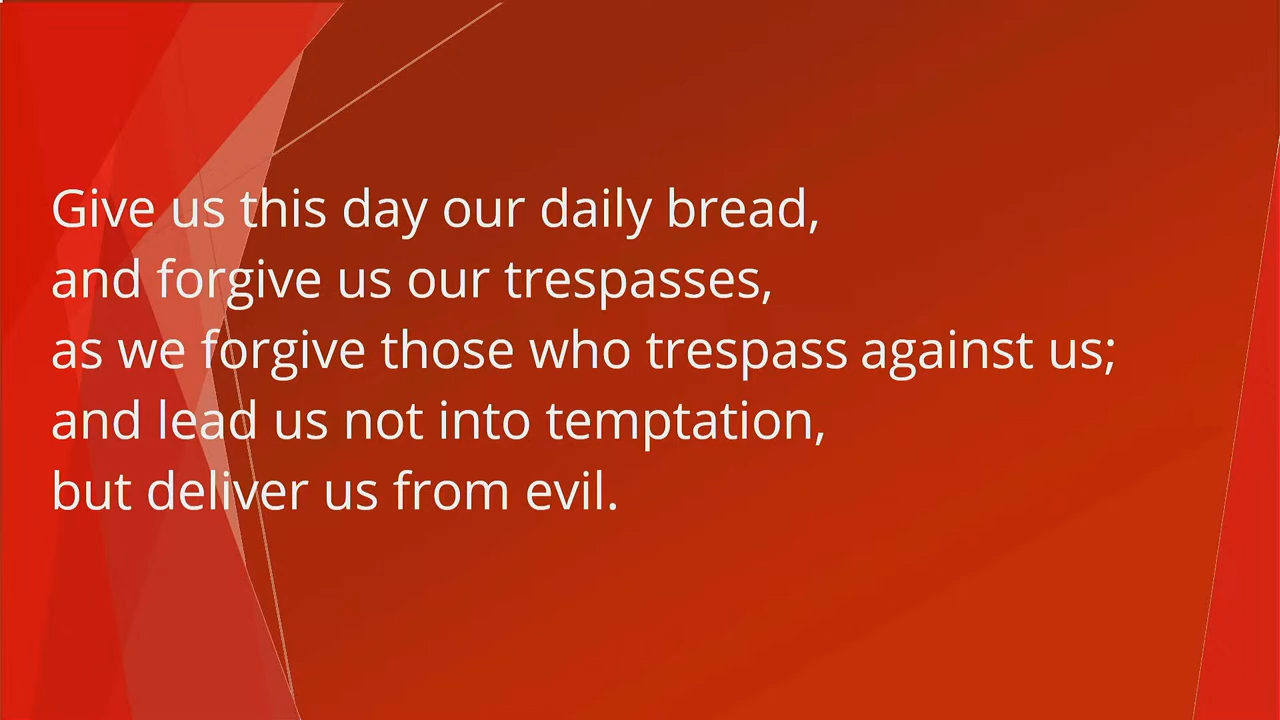 Give us this day our daily bread,
and forgive us our trespasses,
as we forgive those who trespass against us;
and lead us not into temptation,
but deliver us from evil.